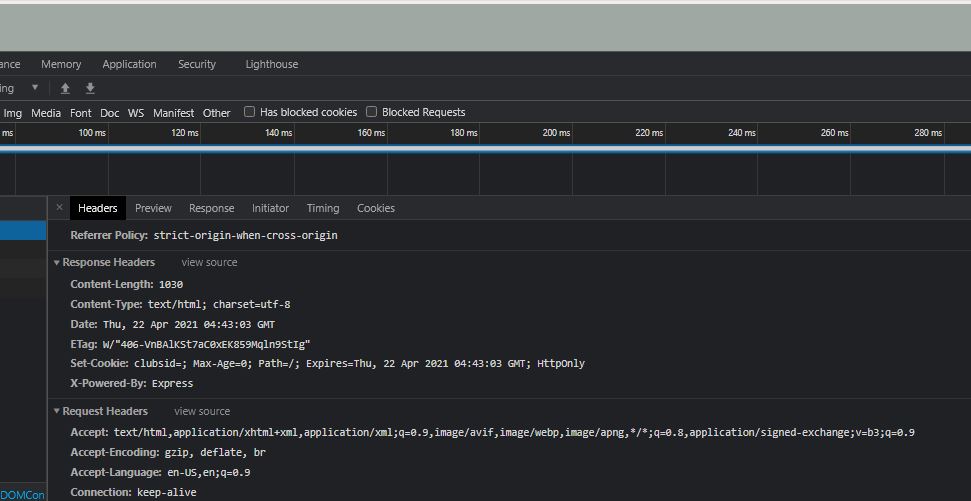 ance Memory Application Security Lighthouse
ing
Img Media Font Doc WS Manifest Other Has blocked cookies Blocked Requests
ms 100 ms 120 ms 140 ms 160 ms 180 ms 200 ms 220 ms 240 ms 260 ms 280 ms
× Headers Preview Response Initiator Timing Cookies
Referrer Policy: strict-origin-when-cross-origin
Response Headers view source
Content-Length: 1030
Content-Type: text/html; charset=utf-8
Date: Thu, 22 Apr 2021 04:43:03 GMT
ETag: W/"406-VnBAlKSt7aC0xEK859Mqln9StIg"
Set-Cookie: clubsid=; Max-Age=0; Path=/; Expires=Thu, 22 Apr 2021 04:43:03 GMT; HttpOnly
X-Powered-By: Express
Request Headers view source
Accept: text/html,application/xhtml+xml,application/xml;q=0.9,image/avif,image/webp,image/apng,*/*;q=0.8,application/signed-exchange;v=b3;q=0.9
Accept-Encoding: gzip, deflate, br
Accept-Language: en-US,en;q=0.9
DOMCon Connection: keep-alive